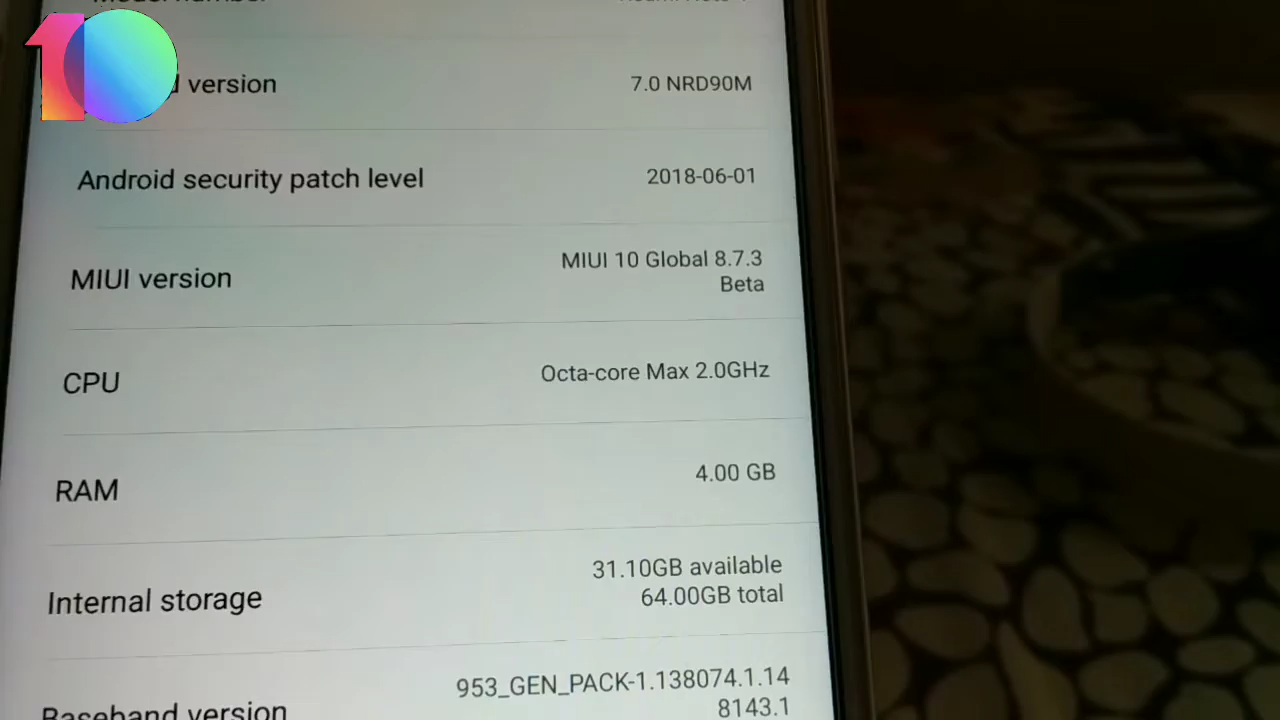 10
version
7.0 NRD90M
Android security patch level
2018-06-01
MIUI version
MIUI 10 Global 8.7.3
Beta
CPU
Octa-core Max 2.0GHz
RAM
4.00 GB
Internal storage
31.10GB available
64.00GB total
Baseband version
953_GEN_PACK-1.138074.1.14
8143.1